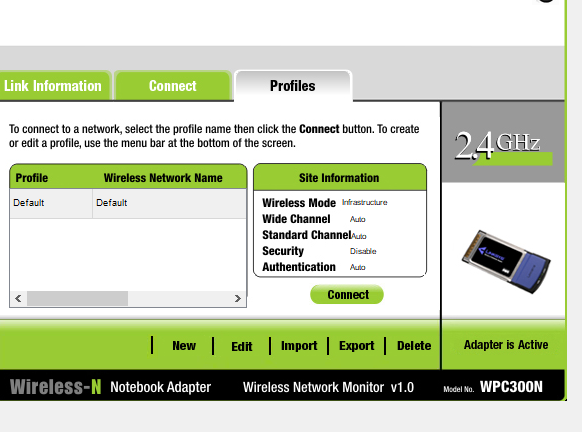 Link Information
Connect
Profiles
To connect to a network, select the profile name then click the Connect button. To create
or edit a profile, use the menu bar at the bottom of the screen.
2.4GHz
Profile Wireless Network Name
Default Default
Site Information
Wireless Mode Infrastructure
Wide Channel Auto
Standard Channel Auto
Security Disable
Authentication Auto
Connect
New Edit Import Export Delete
Adapter is Active
Wireless-N Notebook Adapter Wireless Network Monitor v1.0 Model No. WPC300N